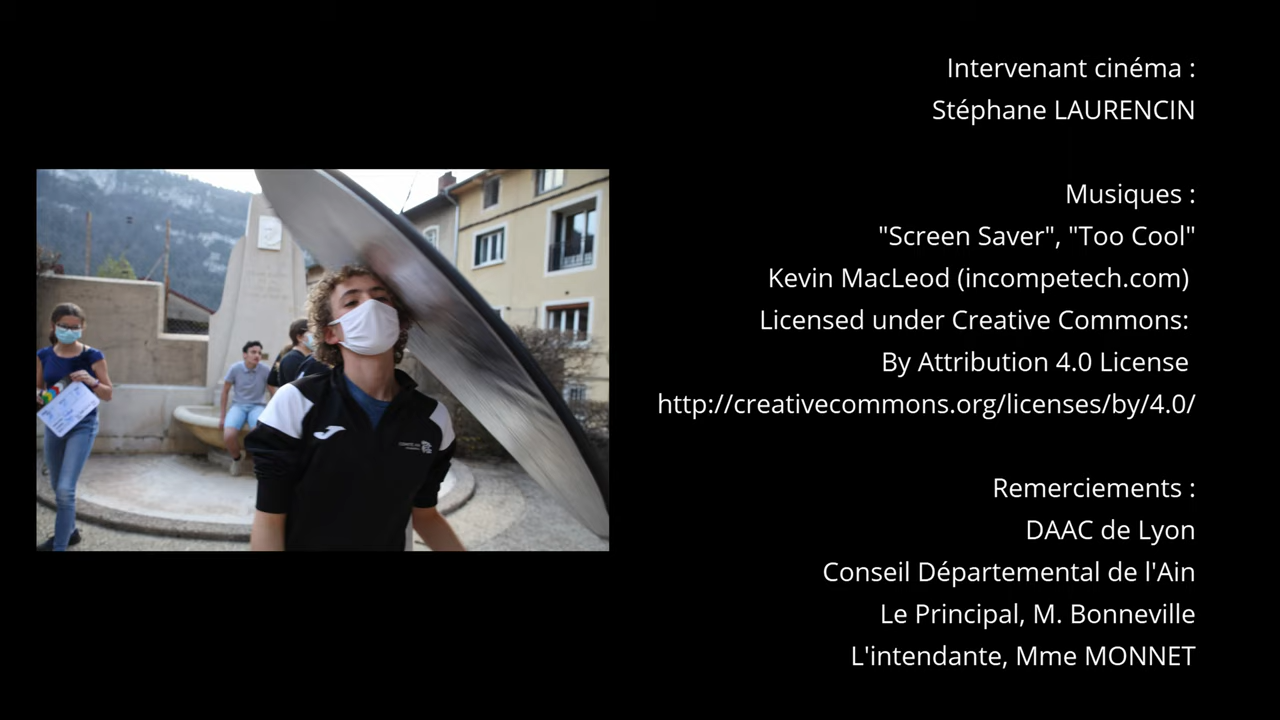 Intervenant cinéma :
Stéphane LAURENCIN
Musiques :
"Screen Saver", "Too Cool"
Kevin MacLeod (incompetech.com)
Licensed under Creative Commons:
By Attribution 4.0 License
http://creativecommons.org/licenses/by/4.0/
Remerciements :
DAAC de Lyon
Conseil Départemental de l'Ain
Le Principal, M. Bonneville
L'intendante, Mme MONNET